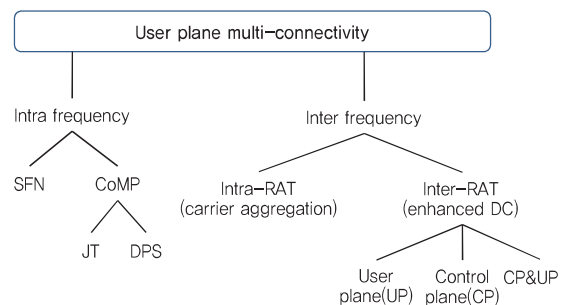 User plane multi-connectivity
Intra frequency
Inter frequency
SFN
CoMP
Intra-RAT
(carrier aggregation)
Inter-RAT
(enhanced DC)
JT
DPS
User
plane(UP)
Control
plane(CP)
CP&UP